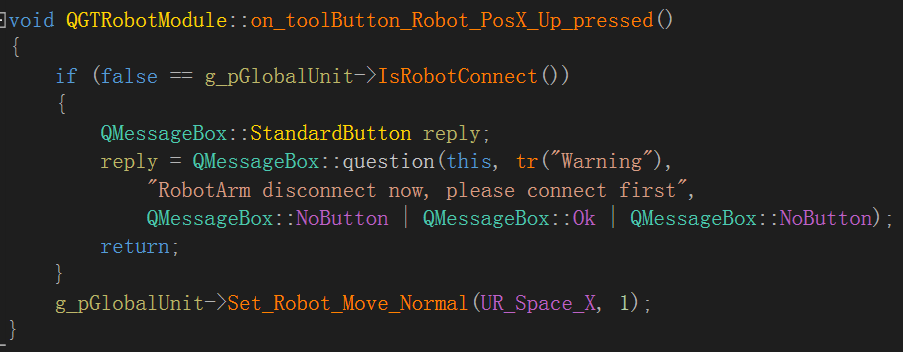 void QGTRobotModule::on_toolButton_Robot_PosX_Up_pressed()
{
    if (false == g_pGlobalUnit->IsRobotConnect())
    {
        QMessageBox::StandardButton reply;
        reply = QMessageBox::question(this, tr("Warning"),
            "RobotArm disconnect now, please connect first",
            QMessageBox::NoButton | QMessageBox::Ok | QMessageBox::NoButton);
        return;
    }
    g_pGlobalUnit->Set_Robot_Move_Normal(UR_Space_X, 1);
}